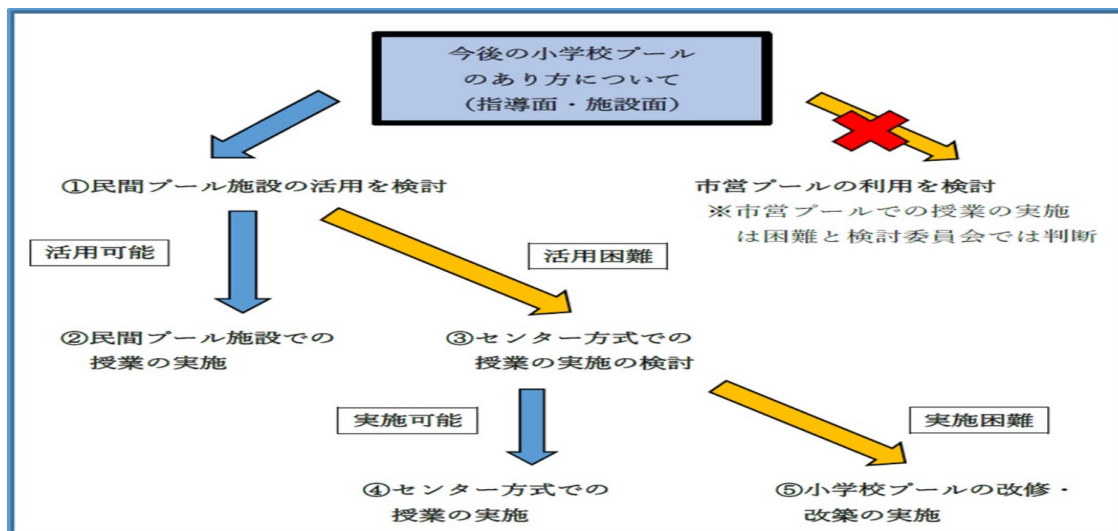 今後の小学校プール
のあり方について
(指導面・施設面)
①民間プール施設の活用を検討
市営プールの利用を検討
※市営プールでの授業の実施
は困難と検討委員会では判断
活用可能
活用困難
②民間プール施設での
授業の実施
③センター方式での
授業の実施の検討
実施可能
実施困難
④センター方式での
授業の実施
⑤小学校プールの改修・
改築の実施